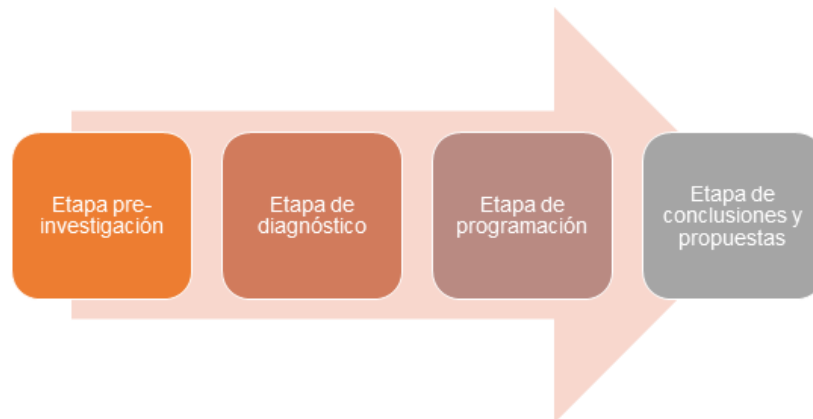 Etapa pre-
investigación
Etapa de
diagnóstico
Etapa de
programación
Etapa de
conclusiones y
propuestas